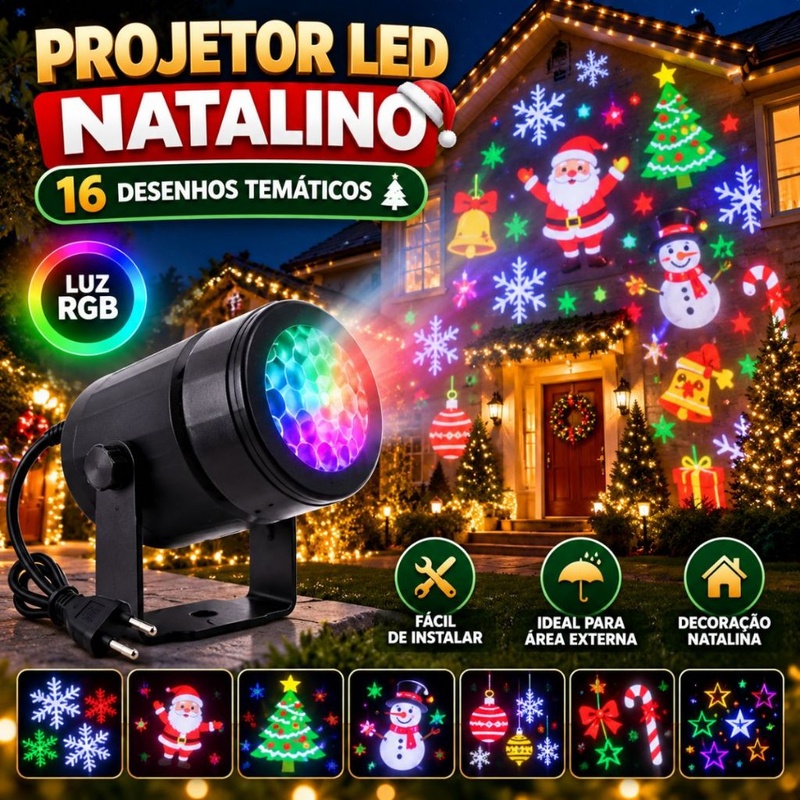 PROJETOR LED
NATALINO
16 DESENHOS TEMÁTICOS
LUZ
RGB
FÁCIL
DE INSTALAR
IDEAL PARA
ÁREA EXTERNA
DECORAÇÃO
NATALINA